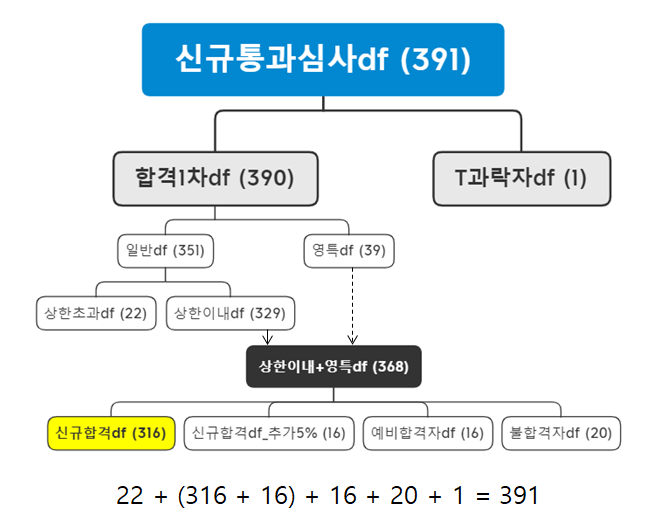 신규통과심사df (391)
합격1차df (390)
T과락자df (1)
일반df (351)
영특df (39)
상한초과df (22)
상한이내df (329)
상한이내+영특df (368)
신규합격df (316)
신규합격df_추가5% (16)
예비합격자df (16)
불합격자df (20)
22 + (316 + 16) + 16 + 20 + 1 = 391